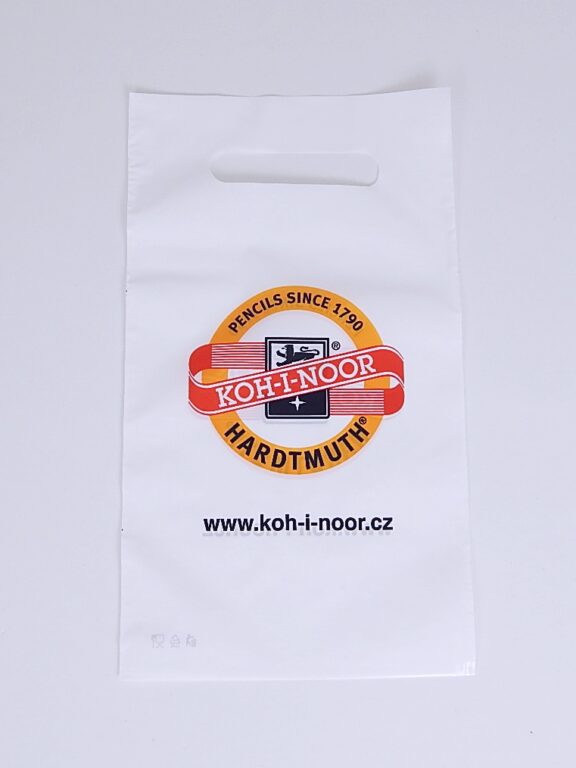 PENCILS SINCE 1790
®
KOH-I-NOOR
HARDTMUTH®
www.koh-i-noor.cz